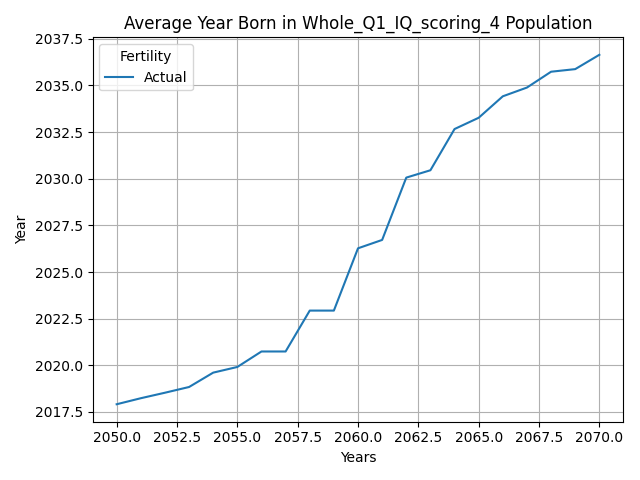 Average Year Born in Whole_Q1_IQ_scoring_4 Population
2037.5
2035.0
2032.5
2030.0
2027.5
2025.0
2022.5
2020.0
2017.5
Year
Fertility
Actual
2050.0 2052.5 2055.0 2057.5 2060.0 2062.5 2065.0 2067.5 2070.0
Years